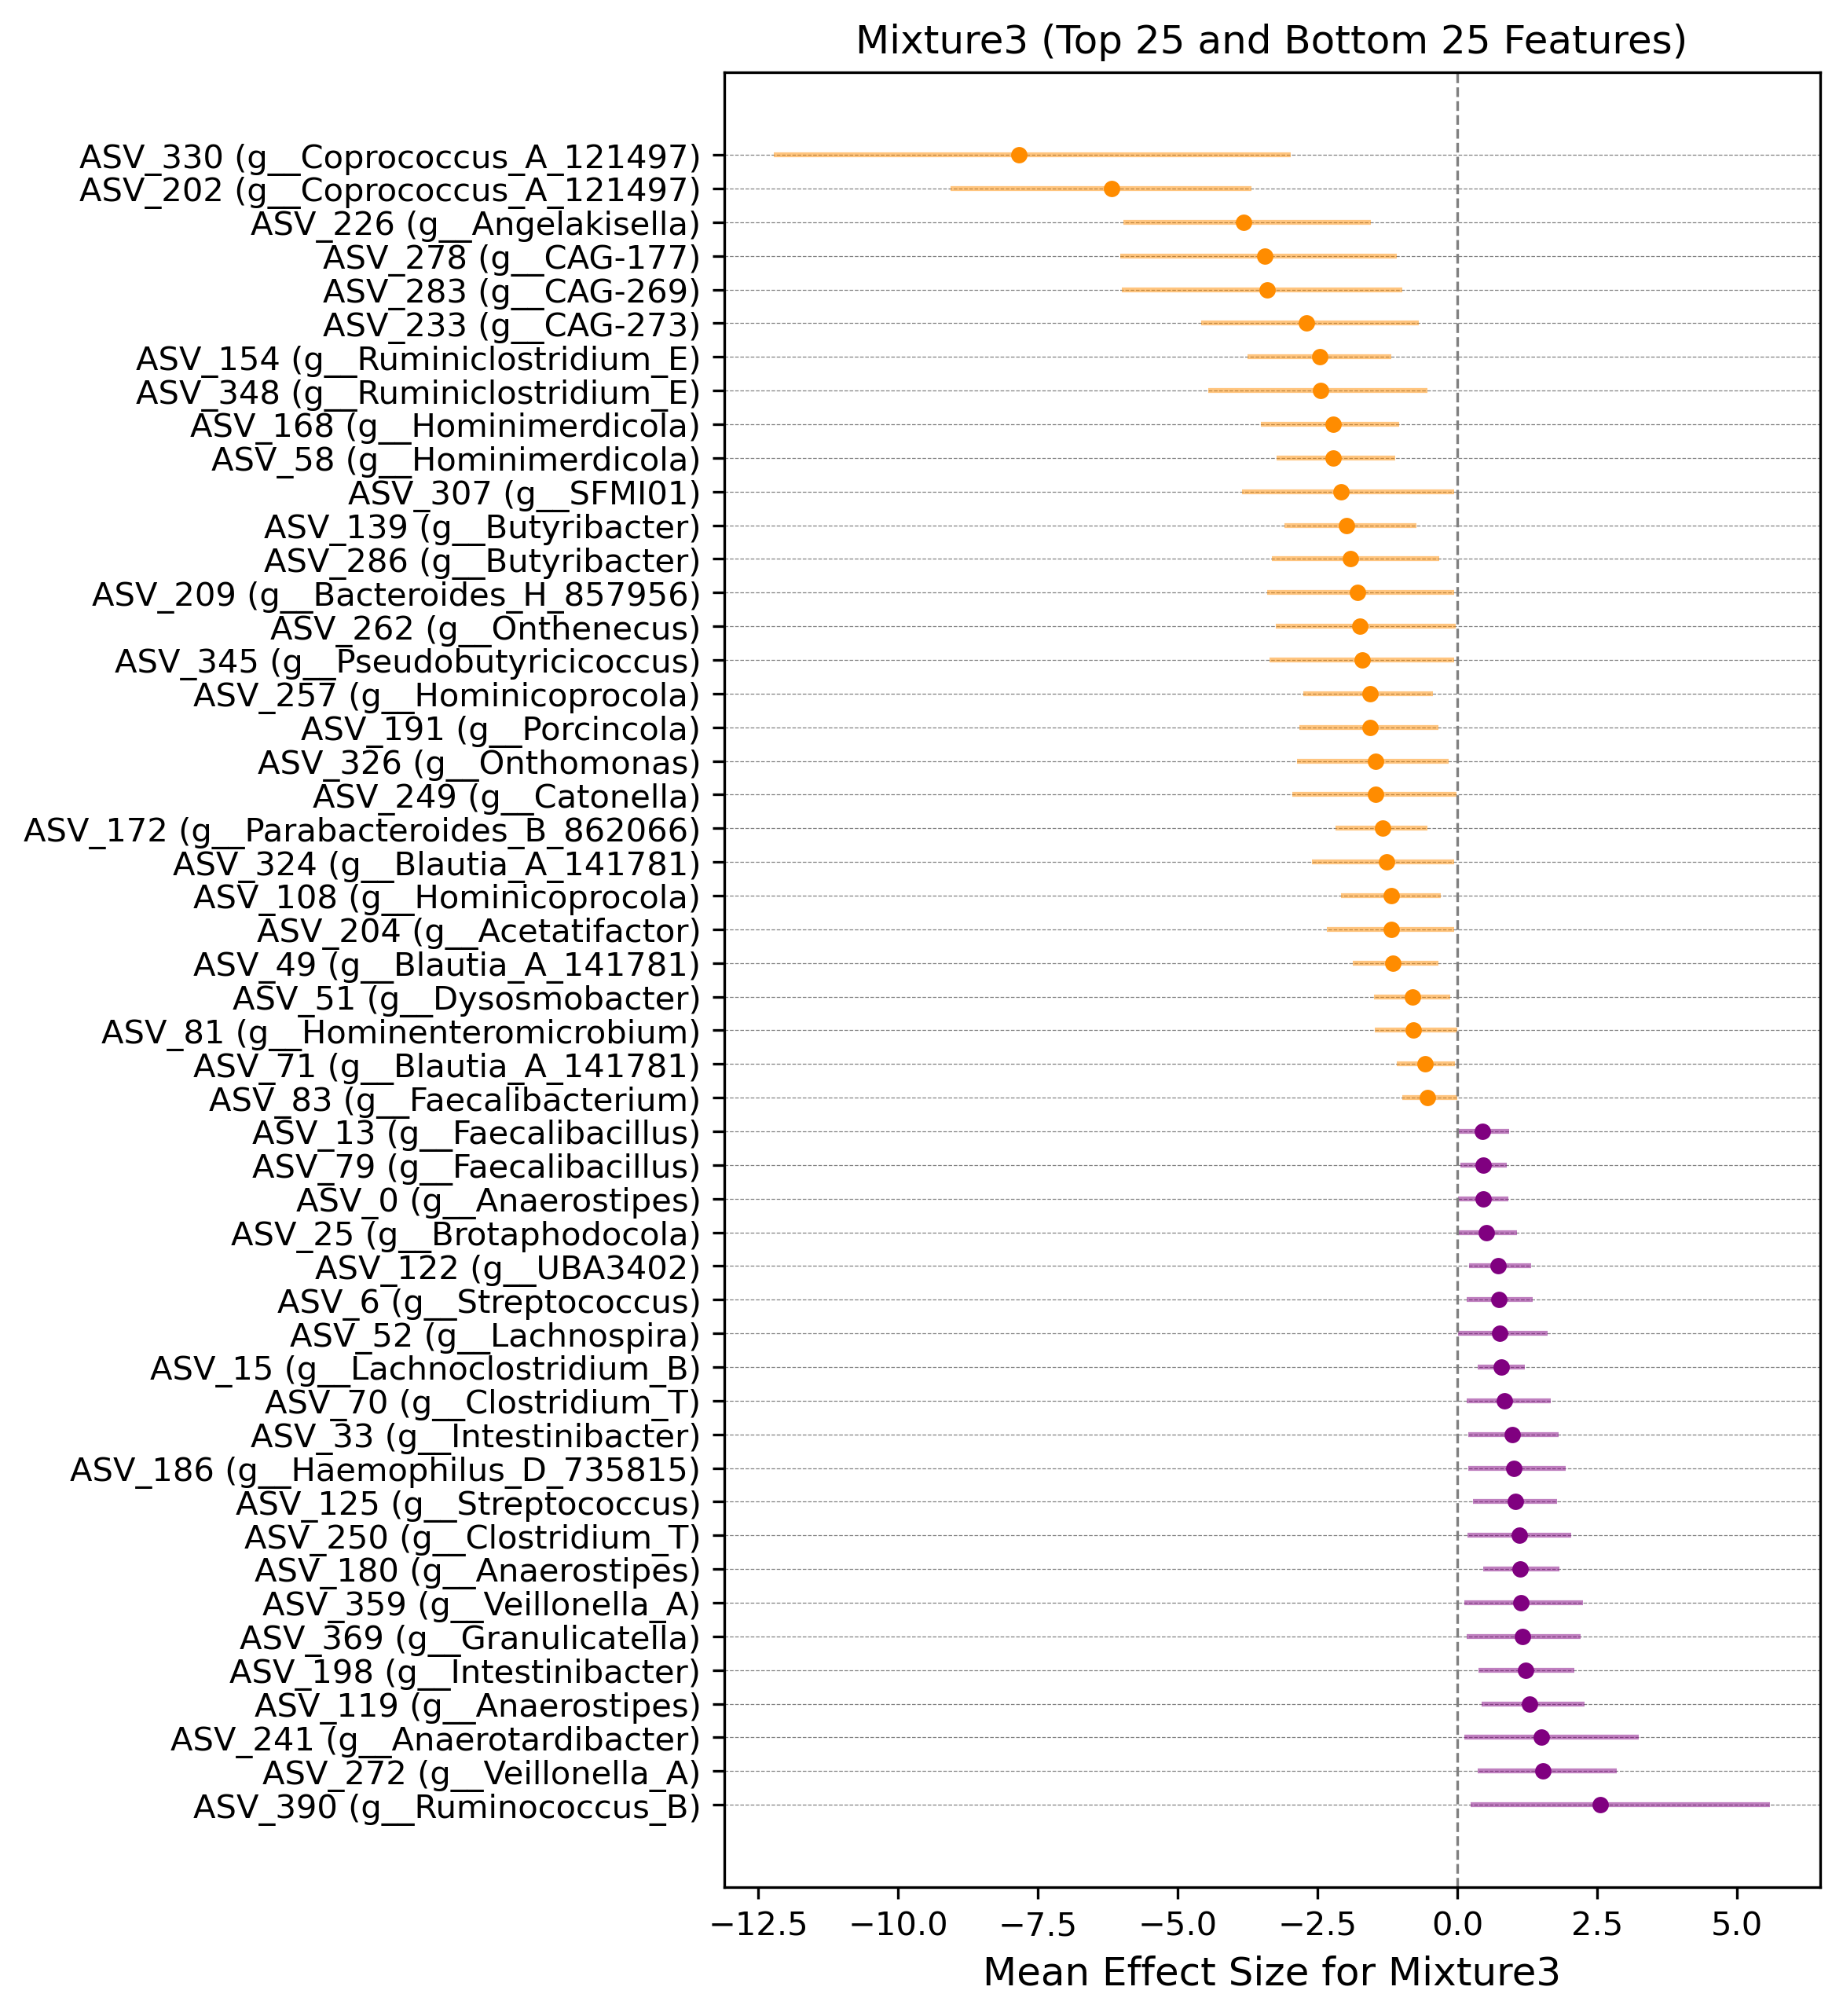 Mixture3 (Top 25 and Bottom 25 Features)
ASV_330 (g__Coprococcus_A_121497)
ASV_202 (g__Coprococcus_A_121497)
ASV_226 (g__Angelakisella)
ASV_278 (g__CAG-177)
ASV_283 (g__CAG-269)
ASV_233 (g__CAG-273)
ASV_154 (g__Ruminiclostridium_E)
ASV_348 (g__Ruminiclostridium_E)
ASV_168 (g__Hominimerdicola)
ASV_58 (g__Hominimerdicola)
ASV_307 (g__SFMI01)
ASV_139 (g__Butyribacter)
ASV_286 (g__Butyribacter)
ASV_209 (g__Bacteroides_H_857956)
ASV_262 (g__Onthenecus)
ASV_345 (g__Pseudobutyricicoccus)
ASV_257 (g__Hominicoprocola)
ASV_191 (g__Porcincola)
ASV_326 (g__Onthomonas)
ASV_249 (g__Catonella)
ASV_172 (g__Parabacteroides_B_862066)
ASV_324 (g__Blautia_A_141781)
ASV_108 (g__Hominicoprocola)
ASV_204 (g__Acetatifactor)
ASV_49 (g__Blautia_A_141781)
ASV_51 (g__Dysosmobacter)
ASV_81 (g__Hominenteromicrobium)
ASV_71 (g__Blautia_A_141781)
ASV_83 (g__Faecalibacterium)
ASV_13 (g__Faecalibacillus)
ASV_79 (g__Faecalibacillus)
ASV_0 (g__Anaerostipes)
ASV_25 (g__Brotaphodocola)
ASV_122 (g__UBA3402)
ASV_6 (g__Streptococcus)
ASV_52 (g__Lachnospira)
ASV_15 (g__Lachnoclostridium_B)
ASV_70 (g__Clostridium_T)
ASV_33 (g__Intestinibacter)
ASV_186 (g__Haemophilus_D_735815)
ASV_125 (g__Streptococcus)
ASV_250 (g__Clostridium_T)
ASV_180 (g__Anaerostipes)
ASV_359 (g__Veillonella_A)
ASV_369 (g__Granulicatella)
ASV_198 (g__Intestinibacter)
ASV_119 (g__Anaerostipes)
ASV_241 (g__Anaerotardibacter)
ASV_272 (g__Veillonella_A)
ASV_390 (g__Ruminococcus_B)
−12.5 −10.0 −7.5 −5.0 −2.5 0.0 2.5 5.0
Mean Effect Size for Mixture3